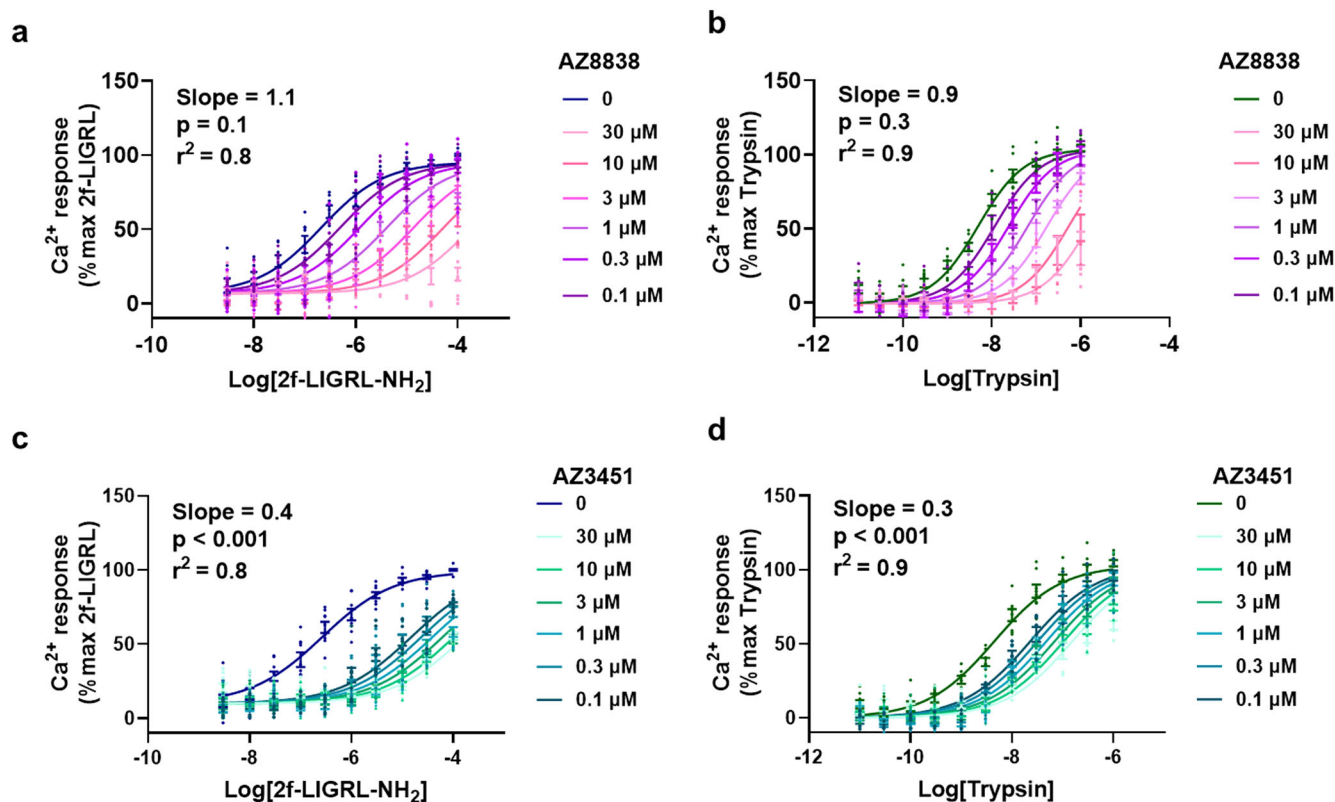 a
AZ8838
150
100
50
0
Slope = 1.1
p = 0.1
r² = 0.8
Ca²⁺ response
(% max 2f-LIGRL)
-10
-8
-6
-4
Log[2f-LIGRL-NH₂]
0
30 µM
10 µM
3 µM
1 µM
0.3 µM
0.1 µM
b
AZ8838
150
100
50
0
Slope = 0.9
p = 0.3
r² = 0.9
Ca²⁺ response
(% max Trypsin)
-12
-10
-8
-6
-4
Log[Trypsin]
0
30 µM
10 µM
3 µM
1 µM
0.3 µM
0.1 µM
c
AZ3451
150
100
50
0
Slope = 0.4
p < 0.001
r² = 0.8
Ca²⁺ response
(% max 2f-LIGRL)
-10
-8
-6
-4
Log[2f-LIGRL-NH₂]
0
30 µM
10 µM
3 µM
1 µM
0.3 µM
0.1 µM
d
AZ3451
150
100
50
0
Slope = 0.3
p < 0.001
r² = 0.9
Ca²⁺ response
(% max Trypsin)
-12
-10
-8
-6
Log[Trypsin]
0
30 µM
10 µM
3 µM
1 µM
0.3 µM
0.1 µM